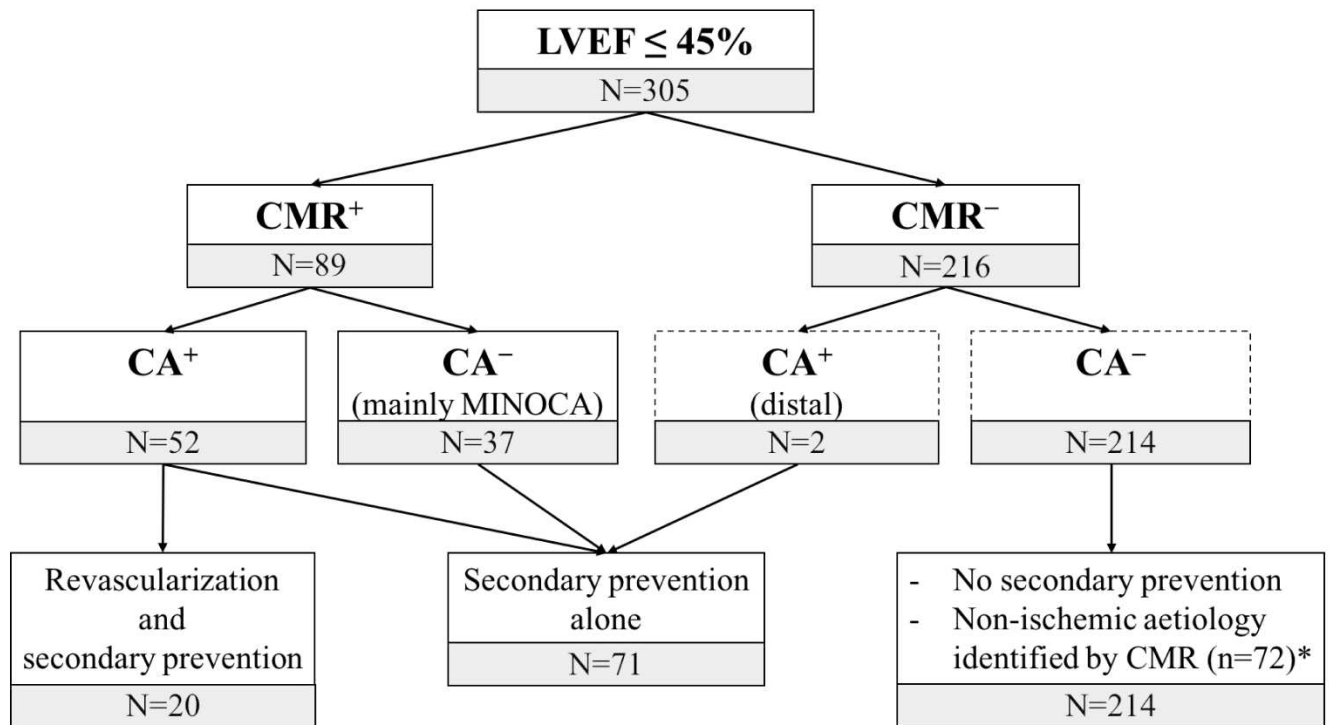 LVEF ≤ 45%
N=305
CMR⁺
N=89
CMR⁻
N=216
CA⁺
N=52
CA⁻
(mainly MINOCA)
N=37
CA⁺
(distal)
N=2
CA⁻
N=214
Revascularization
and
secondary prevention
N=20
Secondary prevention
alone
N=71
- No secondary prevention
- Non-ischemic aetiology
identified by CMR (n=72)*
N=214